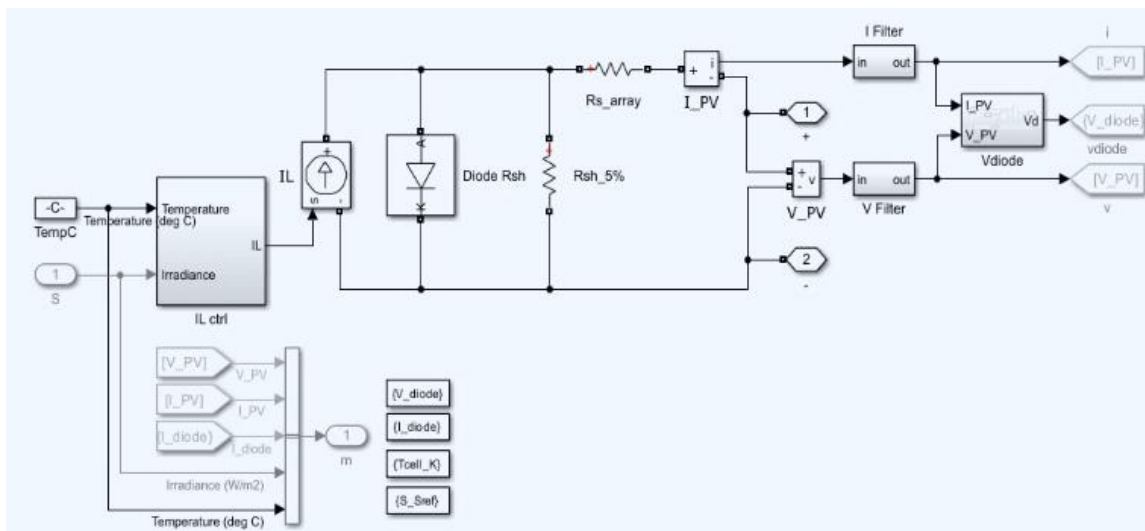 I Filter
i
in out
[I_PV]
+ i
-
I_PV
Rs_array
I_PV
V_PV
Vd
Vdiode
{V_diode}
vdiode
1
+
IL
+
S -
A
K
Diode Rsh
Rsh_5%
+
-
v
V_PV
in out
V Filter
[V_PV]
v
-C-
TempC
Temperature (deg C)
Temperature
IL
Irradiance
IL ctrl
1
S
2
-
[V_PV]
V_PV
[I_PV]
I_PV
{I_diode}
I_diode
Irradiance (W/m2)
Temperature (deg C)
1
m
{V_diode}
{I_diode}
{Tcell_K}
{S_Sref}